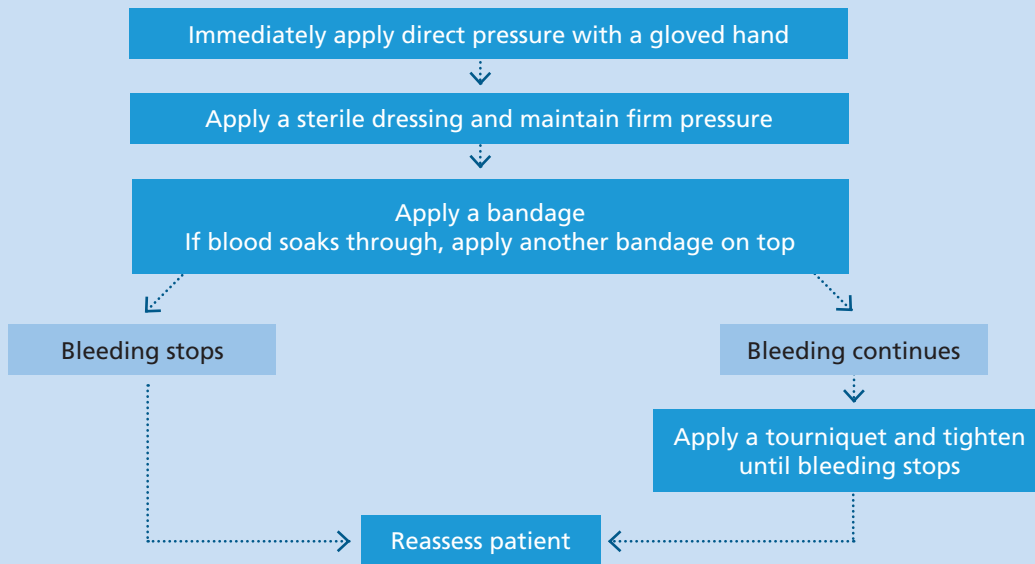 Immediately apply direct pressure with a gloved hand
Apply a sterile dressing and maintain firm pressure
Apply a bandage
If blood soaks through, apply another bandage on top
Bleeding stops
Bleeding continues
Apply a tourniquet and tighten
until bleeding stops
Reassess patient